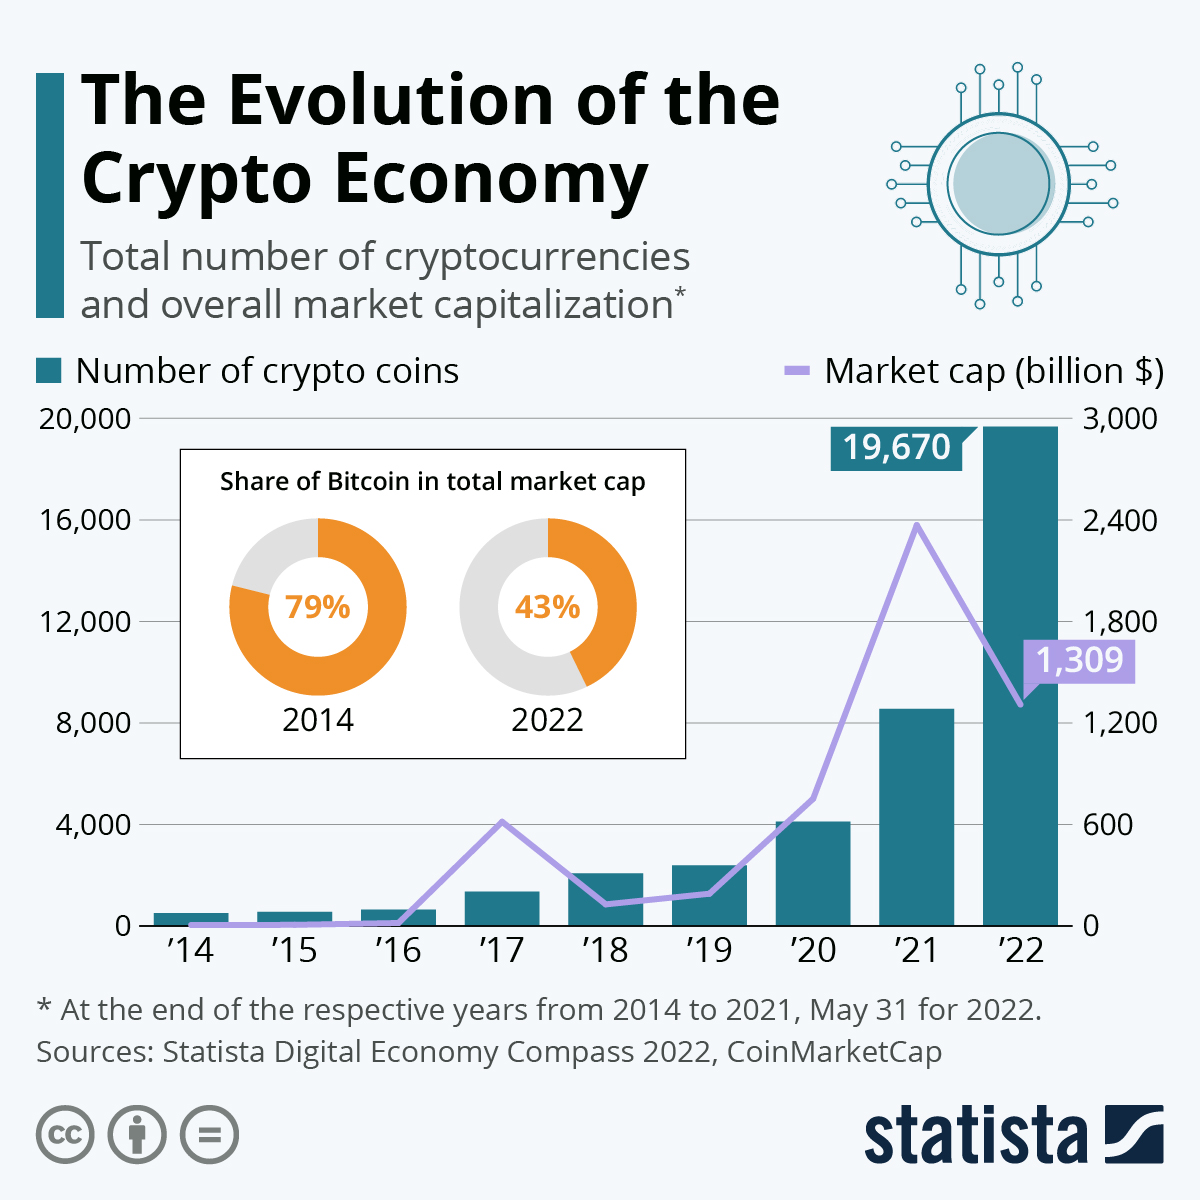 The Evolution of the
Crypto Economy
Total number of cryptocurrencies
and overall market capitalization*
Number of crypto coins
Market cap (billion $)
20,000
16,000
12,000
8,000
4,000
0
3,000
2,400
1,800
1,200
600
0
Share of Bitcoin in total market cap
79%
43%
2014
2022
19,670
1,309
’14 ’15 ’16 ’17 ’18 ’19 ’20 ’21 ’22
* At the end of the respective years from 2014 to 2021, May 31 for 2022.
Sources: Statista Digital Economy Compass 2022, CoinMarketCap
cc
statista